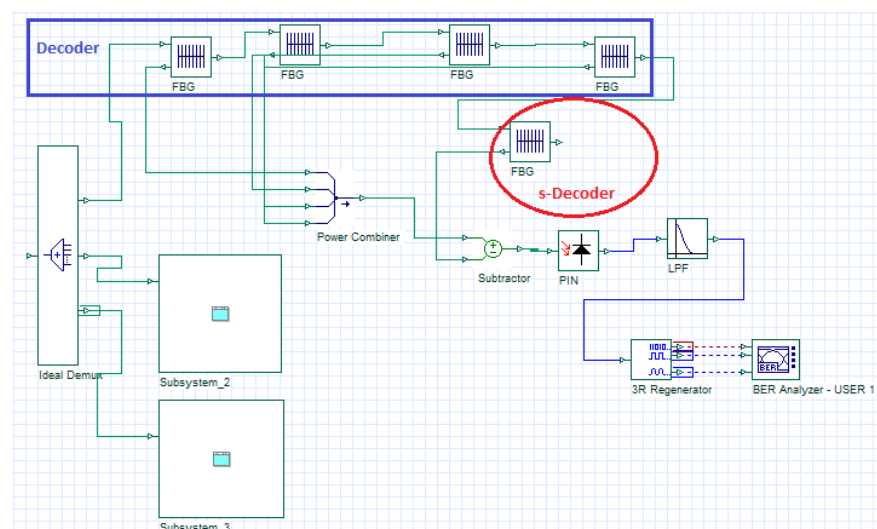 Decoder
FBG
FBG
FBG
FBG
FBG
s-Decoder
Power Combiner
Subtractor
PIN
LPF
Ideal Demux
Subsystem_2
3R Regenerator
BER
BER Analyzer - USER 1
Subsystem_3